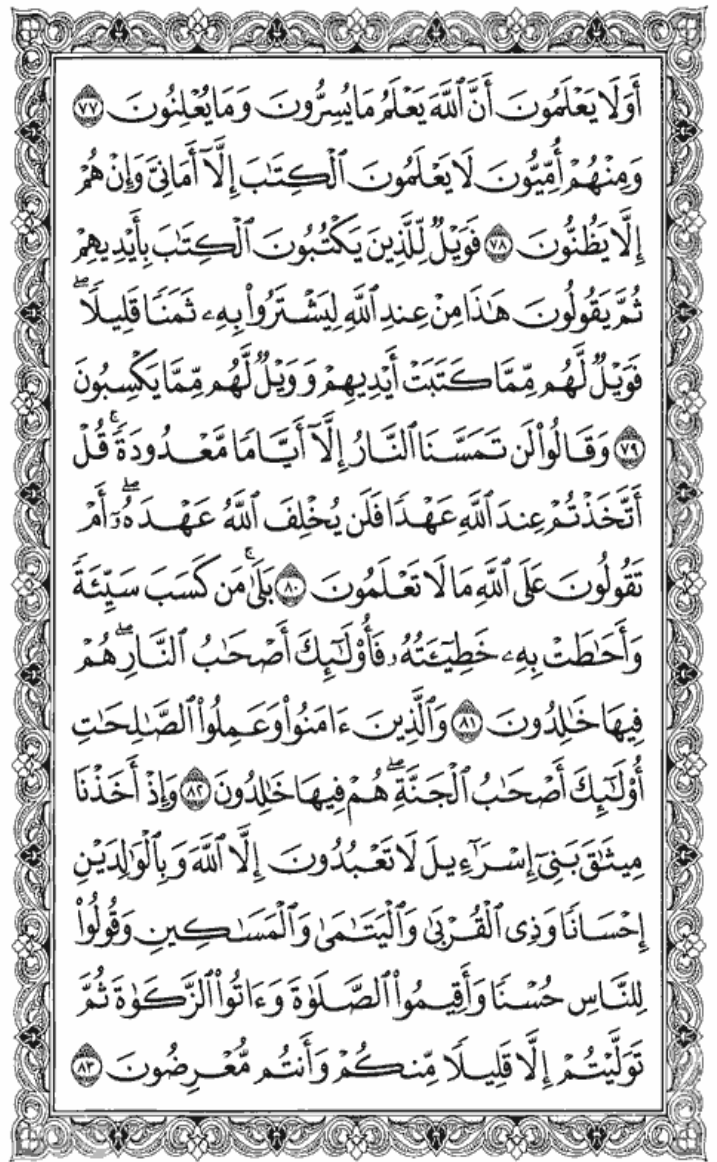 أَوَلَا يَعْلَمُونَ أَنَّ ٱللَّهَ يَعْلَمُ مَا يُسِرُّونَ وَمَا يُعْلِنُونَ ٧٧
وَمِنْهُمْ أُمِّيُّونَ لَا يَعْلَمُونَ ٱلْكِتَٰبَ إِلَّآ أَمَانِىَّ وَإِنْ هُمْ
إِلَّا يَظُنُّونَ ٧٨ فَوَيْلٌ لِّلَّذِينَ يَكْتُبُونَ ٱلْكِتَٰبَ بِأَيْدِيهِمْ
ثُمَّ يَقُولُونَ هَٰذَا مِنْ عِندِ ٱللَّهِ لِيَشْتَرُوا۟ بِهِۦ ثَمَنًا قَلِيلًا ۖ
فَوَيْلٌ لَّهُم مِّمَّا كَتَبَتْ أَيْدِيهِمْ وَوَيْلٌ لَّهُم مِّمَّا يَكْسِبُونَ
٧٩ وَقَالُوا۟ لَن تَمَسَّنَا ٱلنَّارُ إِلَّآ أَيَّامًا مَّعْدُودَةً ۚ قُلْ
أَتَّخَذْتُمْ عِندَ ٱللَّهِ عَهْدًا فَلَن يُخْلِفَ ٱللَّهُ عَهْدَهُۥٓ ۖ أَمْ
تَقُولُونَ عَلَى ٱللَّهِ مَا لَا تَعْلَمُونَ ٨٠ بَلَىٰ ۚ مَن كَسَبَ سَيِّئَةً
وَأَحَٰطَتْ بِهِۦ خَطِيٓـَٔتُهُۥ فَأُو۟لَٰٓئِكَ أَصْحَٰبُ ٱلنَّارِ ۖ هُمْ
فِيهَا خَٰلِدُونَ ٨١ وَٱلَّذِينَ ءَامَنُوا۟ وَعَمِلُوا۟ ٱلصَّٰلِحَٰتِ
أُو۟لَٰٓئِكَ أَصْحَٰبُ ٱلْجَنَّةِ ۖ هُمْ فِيهَا خَٰلِدُونَ ٨٢ وَإِذْ أَخَذْنَا
مِيثَٰقَ بَنِىٓ إِسْرَٰٓءِيلَ لَا تَعْبُدُونَ إِلَّا ٱللَّهَ وَبِٱلْوَٰلِدَيْنِ
إِحْسَانًا وَذِى ٱلْقُرْبَىٰ وَٱلْيَتَٰمَىٰ وَٱلْمَسَٰكِينِ وَقُولُوا۟
لِلنَّاسِ حُسْنًا وَأَقِيمُوا۟ ٱلصَّلَوٰةَ وَءَاتُوا۟ ٱلزَّكَوٰةَ ثُمَّ
تَوَلَّيْتُمْ إِلَّا قَلِيلًا مِّنكُمْ وَأَنتُم مُّعْرِضُونَ ٨٣